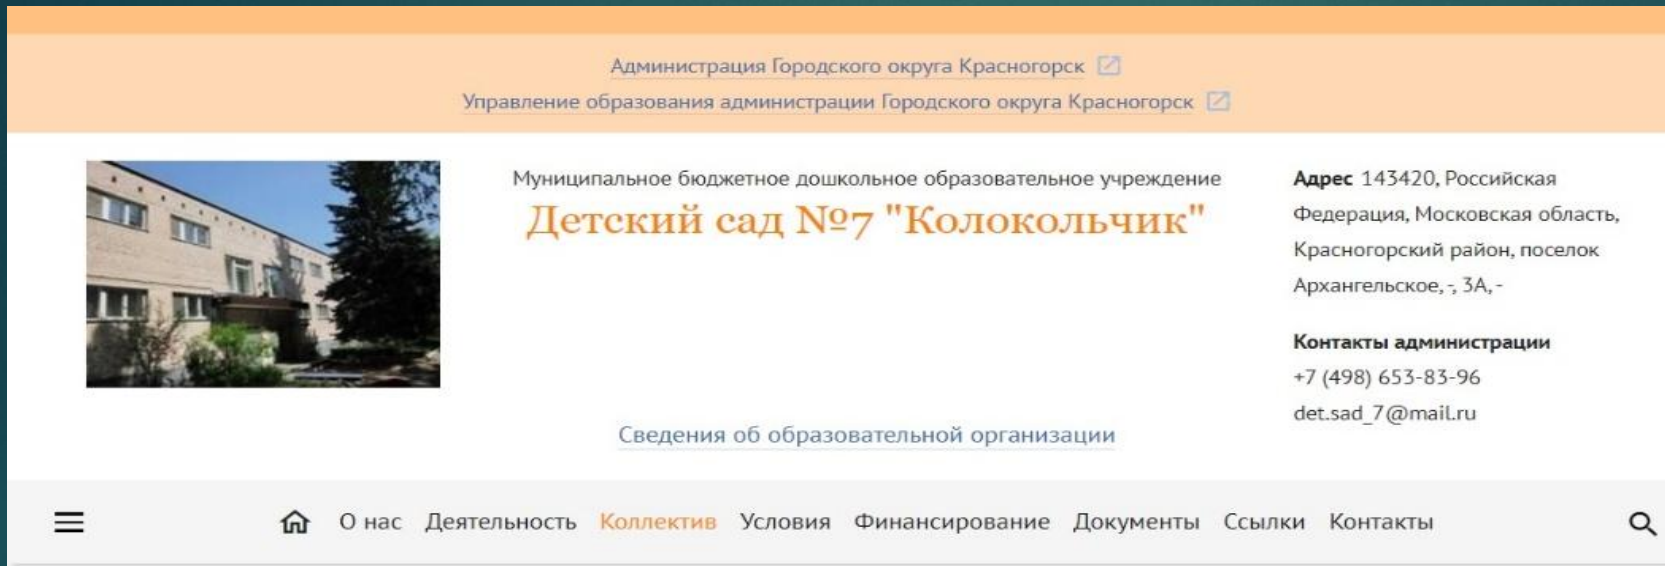 Администрация Городского округа Красногорск
Управление образования администрации Городского округа Красногорск
Муниципальное бюджетное дошкольное образовательное учреждение
Детский сад №7 "Колокольчик"
Сведения об образовательной организации
Адрес 143420, Российская
Федерация, Московская область,
Красногорский район, поселок
Архангельское, -, 3А, -
Контакты администрации
+7 (498) 653-83-96
det.sad_7@mail.ru
О нас Деятельность Коллектив Условия Финансирование Документы Ссылки Контакты